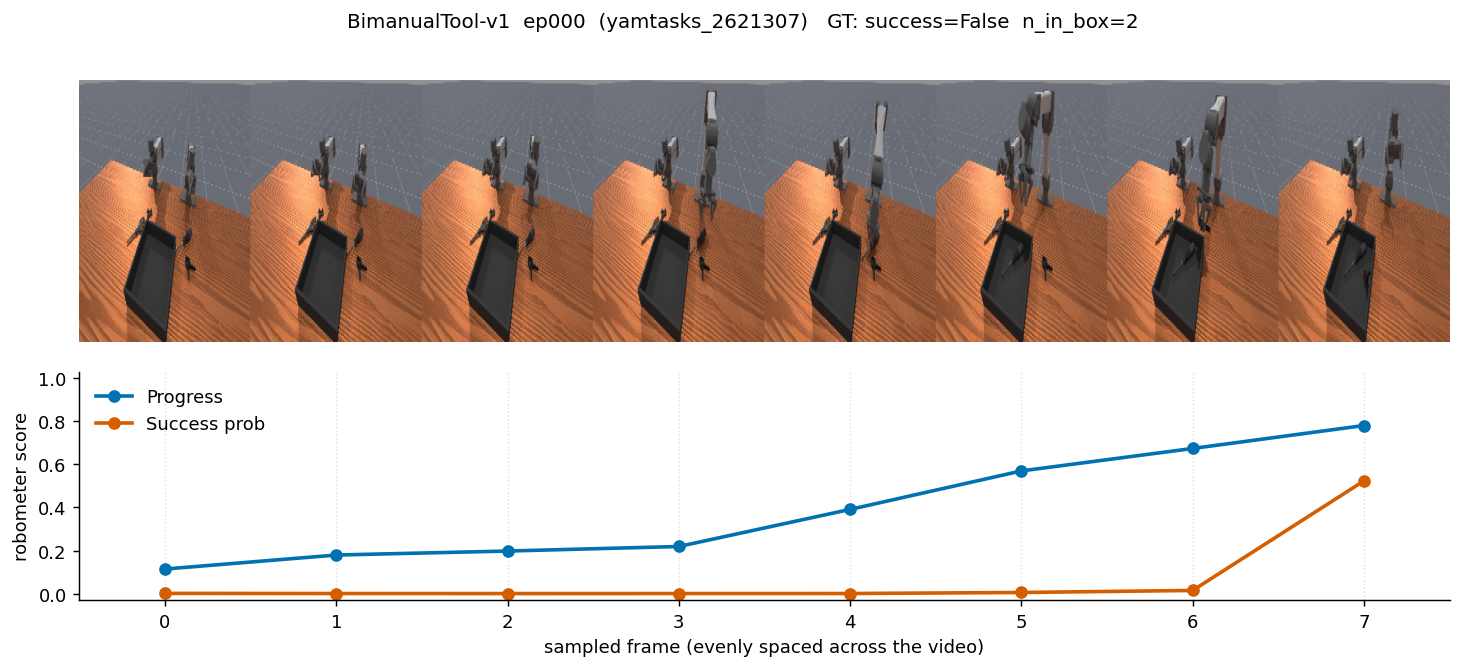 BimanualTool-v1  ep000  (yamtasks_2621307)   GT: success=False  n_in_box=2
robometer score
1.0
0.8
0.6
0.4
0.2
0.0
Progress
Success prob
0 1 2 3 4 5 6 7
sampled frame (evenly spaced across the video)